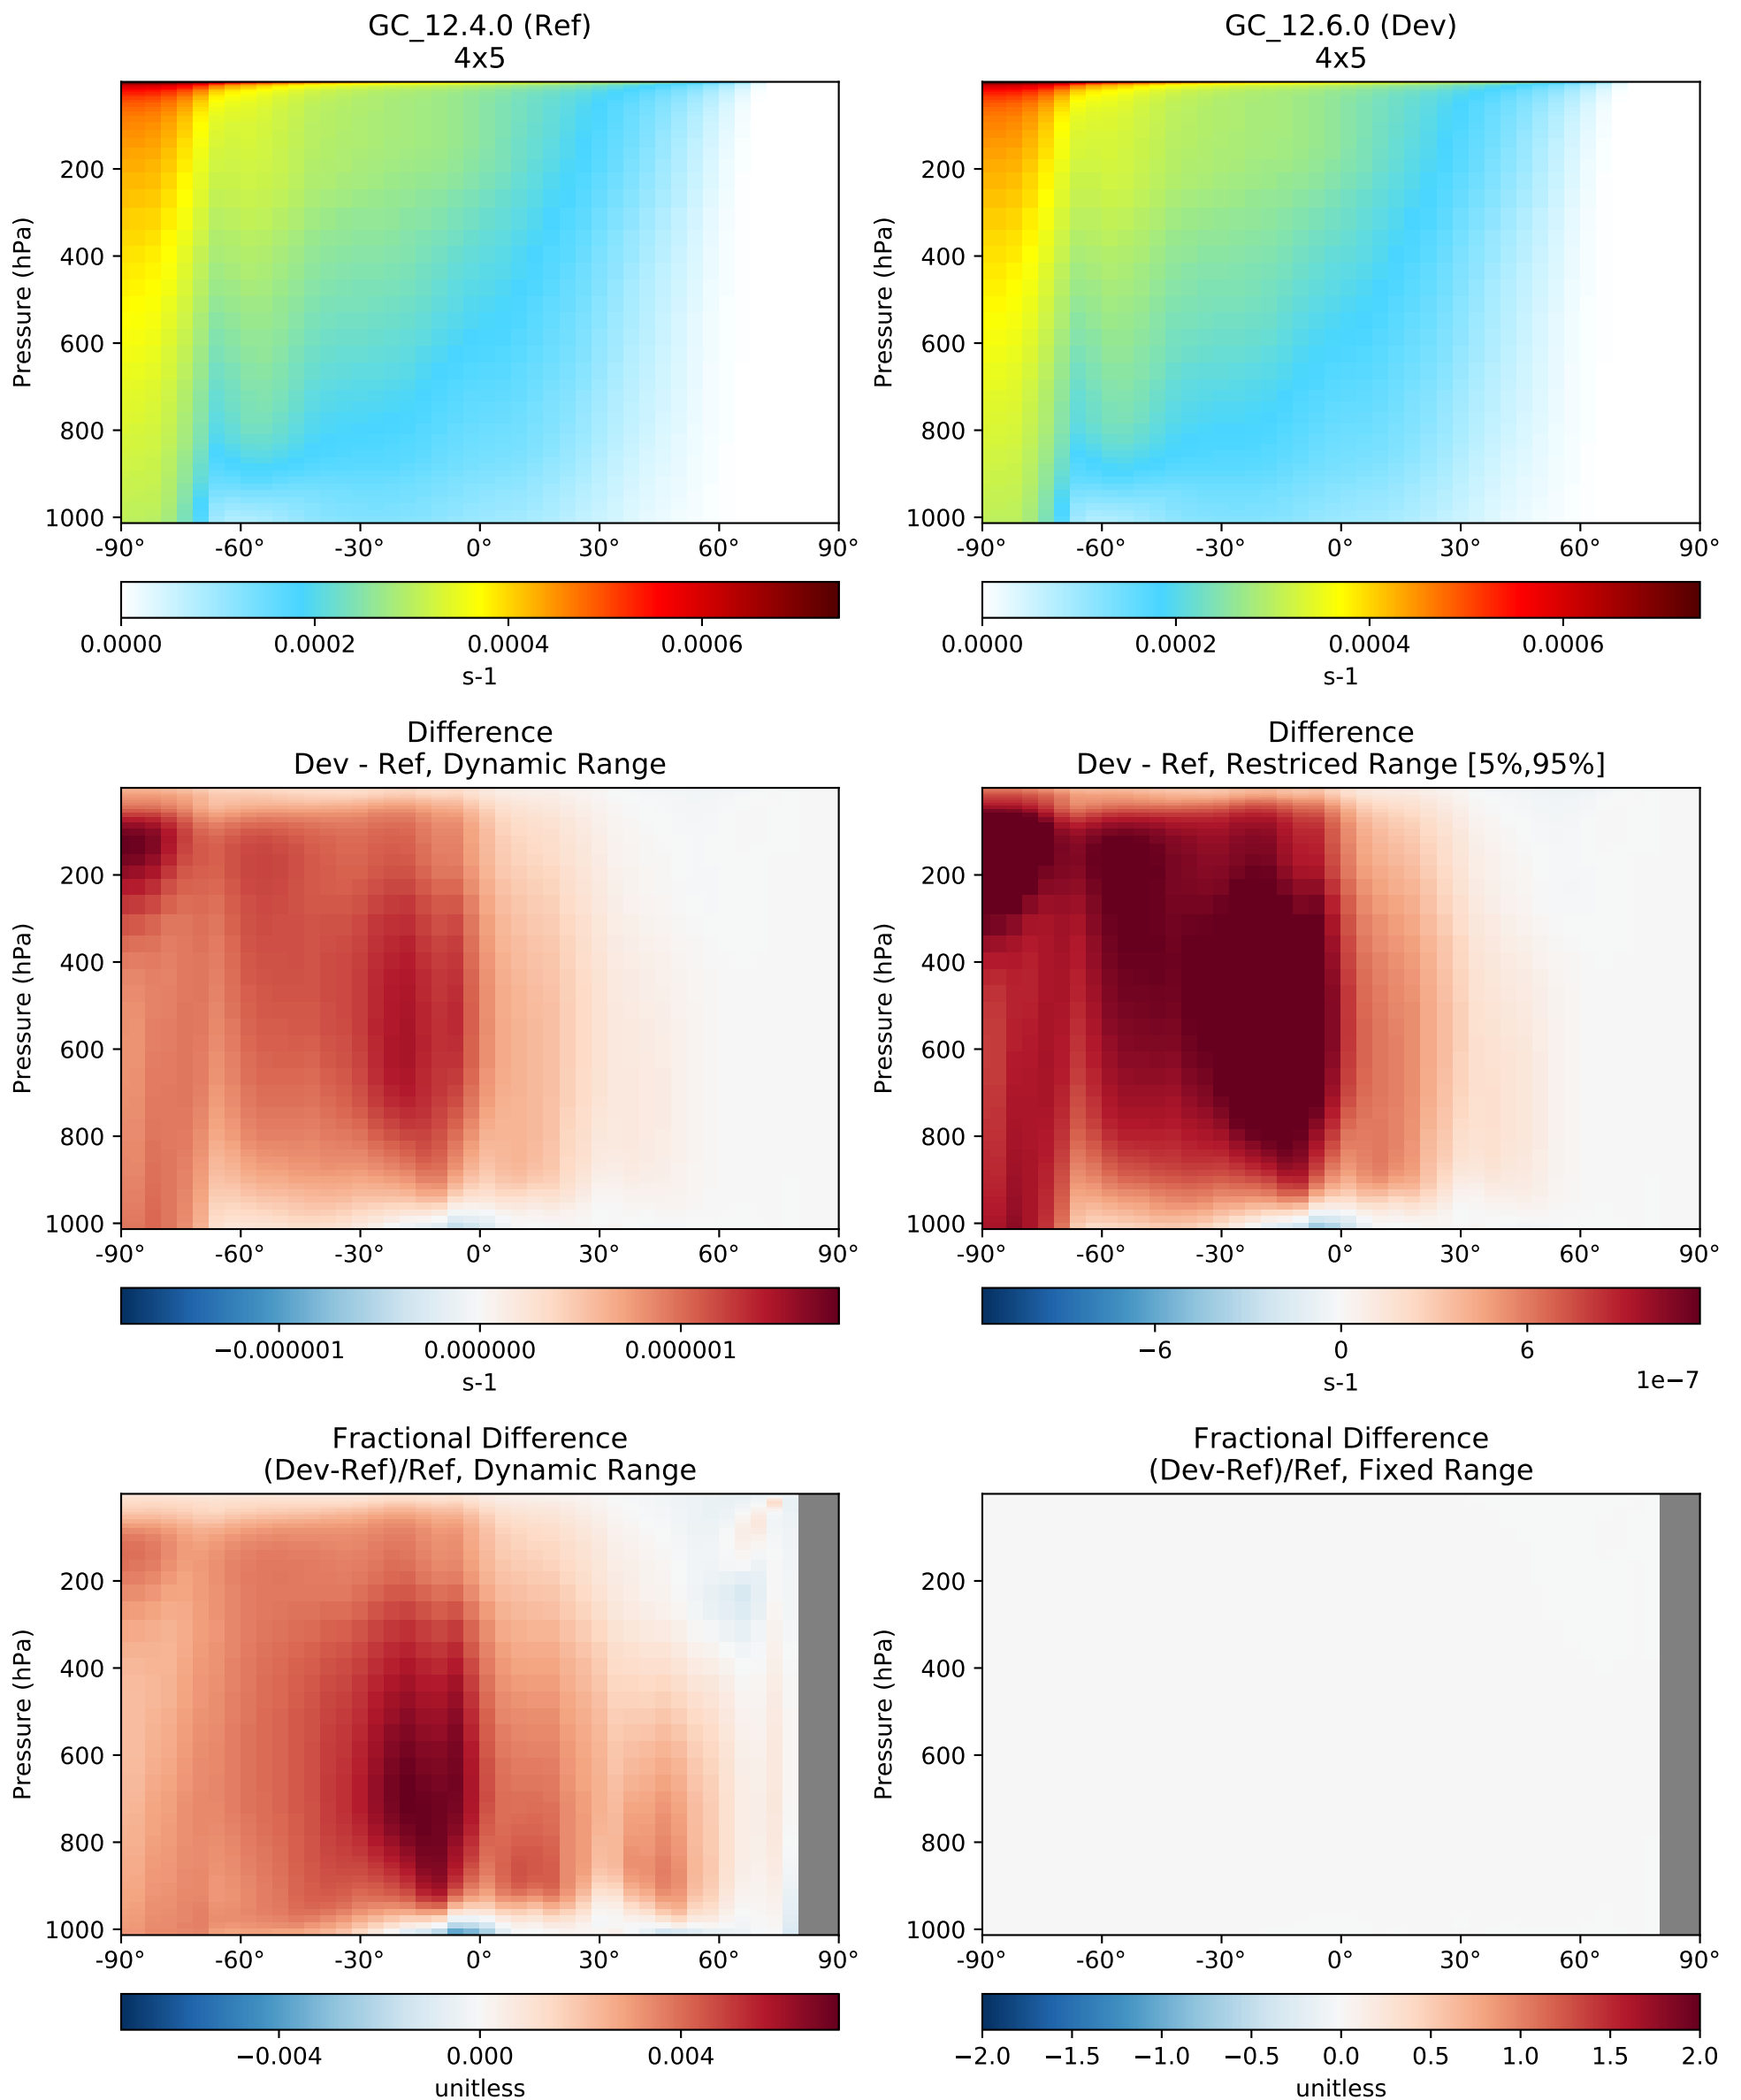 GC_12.4.0 (Ref)
4x5
Pressure (hPa)
200
400
600
800
1000
-90° -60° -30° 0° 30° 60° 90°
0.0000 0.0002 0.0004 0.0006
s-1
GC_12.6.0 (Dev)
4x5
Pressure (hPa)
200
400
600
800
1000
-90° -60° -30° 0° 30° 60° 90°
0.0000 0.0002 0.0004 0.0006
s-1
Difference
Dev - Ref, Dynamic Range
Pressure (hPa)
200
400
600
800
1000
-90° -60° -30° 0° 30° 60° 90°
−0.000001 0.000000 0.000001
s-1
Difference
Dev - Ref, Restriced Range [5%,95%]
Pressure (hPa)
200
400
600
800
1000
-90° -60° -30° 0° 30° 60° 90°
−6 0 6
s-1 1e−7
Fractional Difference
(Dev-Ref)/Ref, Dynamic Range
Pressure (hPa)
200
400
600
800
1000
-90° -60° -30° 0° 30° 60° 90°
−0.004 0.000 0.004
unitless
Fractional Difference
(Dev-Ref)/Ref, Fixed Range
Pressure (hPa)
200
400
600
800
1000
-90° -60° -30° 0° 30° 60° 90°
−2.0 −1.5 −1.0 −0.5 0.0 0.5 1.0 1.5 2.0
unitless